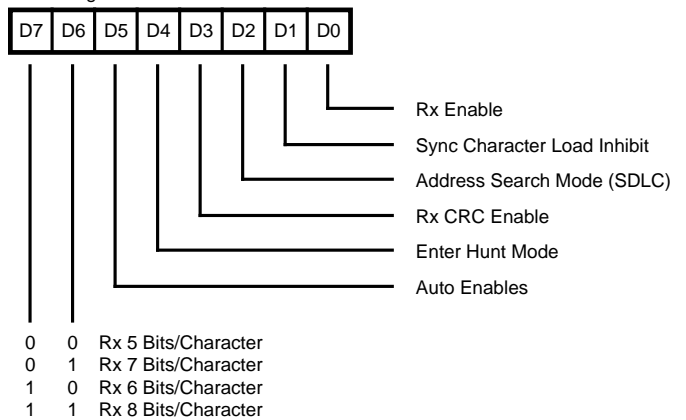 D7 D6 D5 D4 D3 D2 D1 D0
Rx Enable
Sync Character Load Inhibit
Address Search Mode (SDLC)
Rx CRC Enable
Enter Hunt Mode
Auto Enables
0 0 Rx 5 Bits/Character
0 1 Rx 7 Bits/Character
1 0 Rx 6 Bits/Character
1 1 Rx 8 Bits/Character